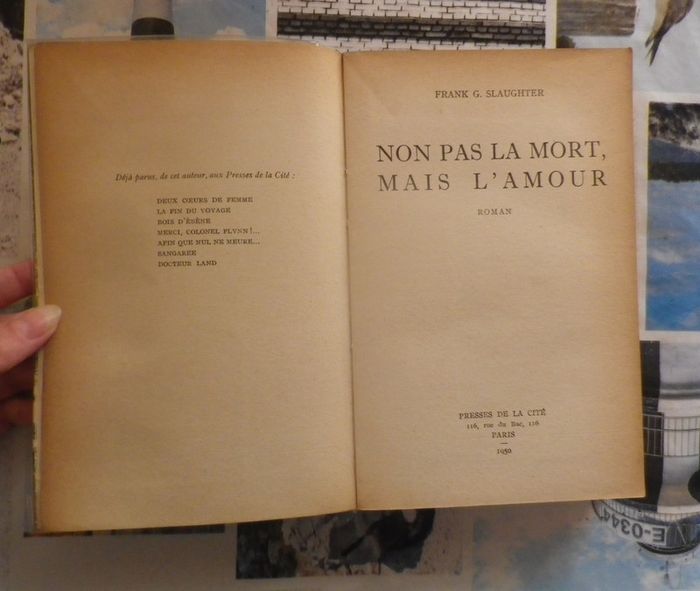 Déjà parus, de cet auteur, aux Presses de la Cité :
DEUX CŒURS DE FEMME
LA FIN DU VOYAGE
BOIS D'ÉBÈNE
MERCI, COLONEL FLYNN !...
AFIN QUE NUL NE MEURE...
SANGAREE
DOCTEUR LAND
FRANK G. SLAUGHTER
NON PAS LA MORT,
MAIS L'AMOUR
ROMAN
PRESSES DE LA CITÉ
116, rue du Bac, 116
PARIS
1950
E-0344